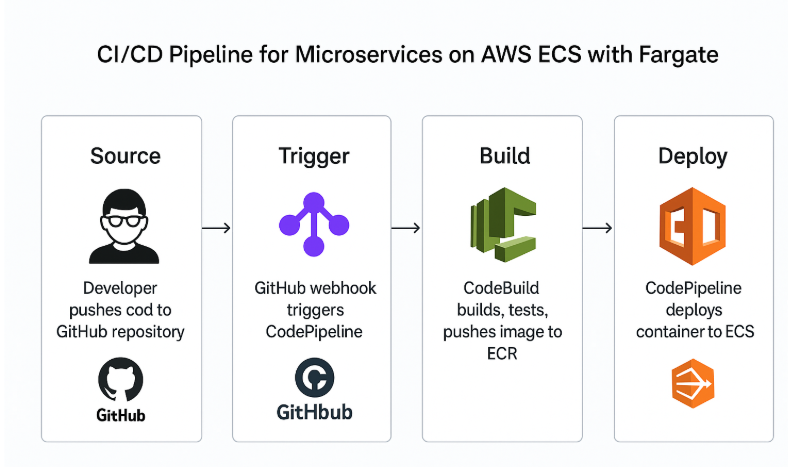 CI/CD Pipeline for Microservices on AWS ECS with Fargate
Source
Developer
pushes cod to
GitHub repository
GitHub
Trigger
GitHub webhook
triggers
CodePipeline
GitHbub
Build
CodeBuild
builds, tests,
pushes image to
ECR
Deploy
CodePipeline
deploys
container to ECS